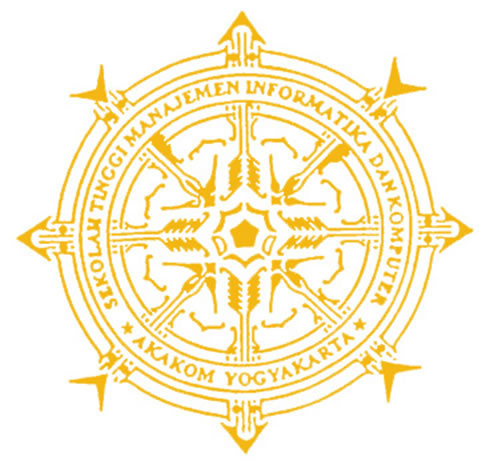 SEKOLAH TINGGI MANAJEMEN INFORMATIKA DAN KOMPUTER
AKAKOM YOGYAKARTA